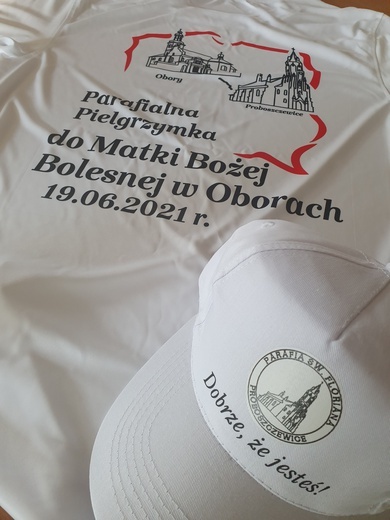 Obory
Proboszczewice
Parafialna
Pielgrzymka
do Matki Bożej
Bolesnej w Oborach
19.06.2021 r.
PARAFIA ŚW. FLORIANA
PROBOSZCZEWICE
Dobrze, że jesteś!